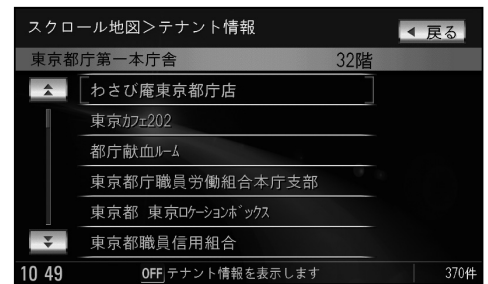 スクロール地図＞テナント情報
◀ 戻る
東京都庁第一本庁舎 32階
わさび庵東京都庁店
東京ｶﾌｪ202
都庁献血ﾙｰﾑ
東京都庁職員労働組合本庁支部
東京都 東京ﾛｹｰｼｮﾝﾎﾞｯｸｽ
東京都職員信用組合
10 49 OFF テナント情報を表示します 370件